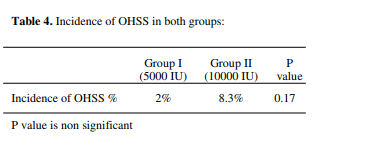 Table 4. Incidence of OHSS in both groups:
Group I Group II P
(5000 IU) (10000 IU) value
Incidence of OHSS % 2% 8.3% 0.17
P value is non significant